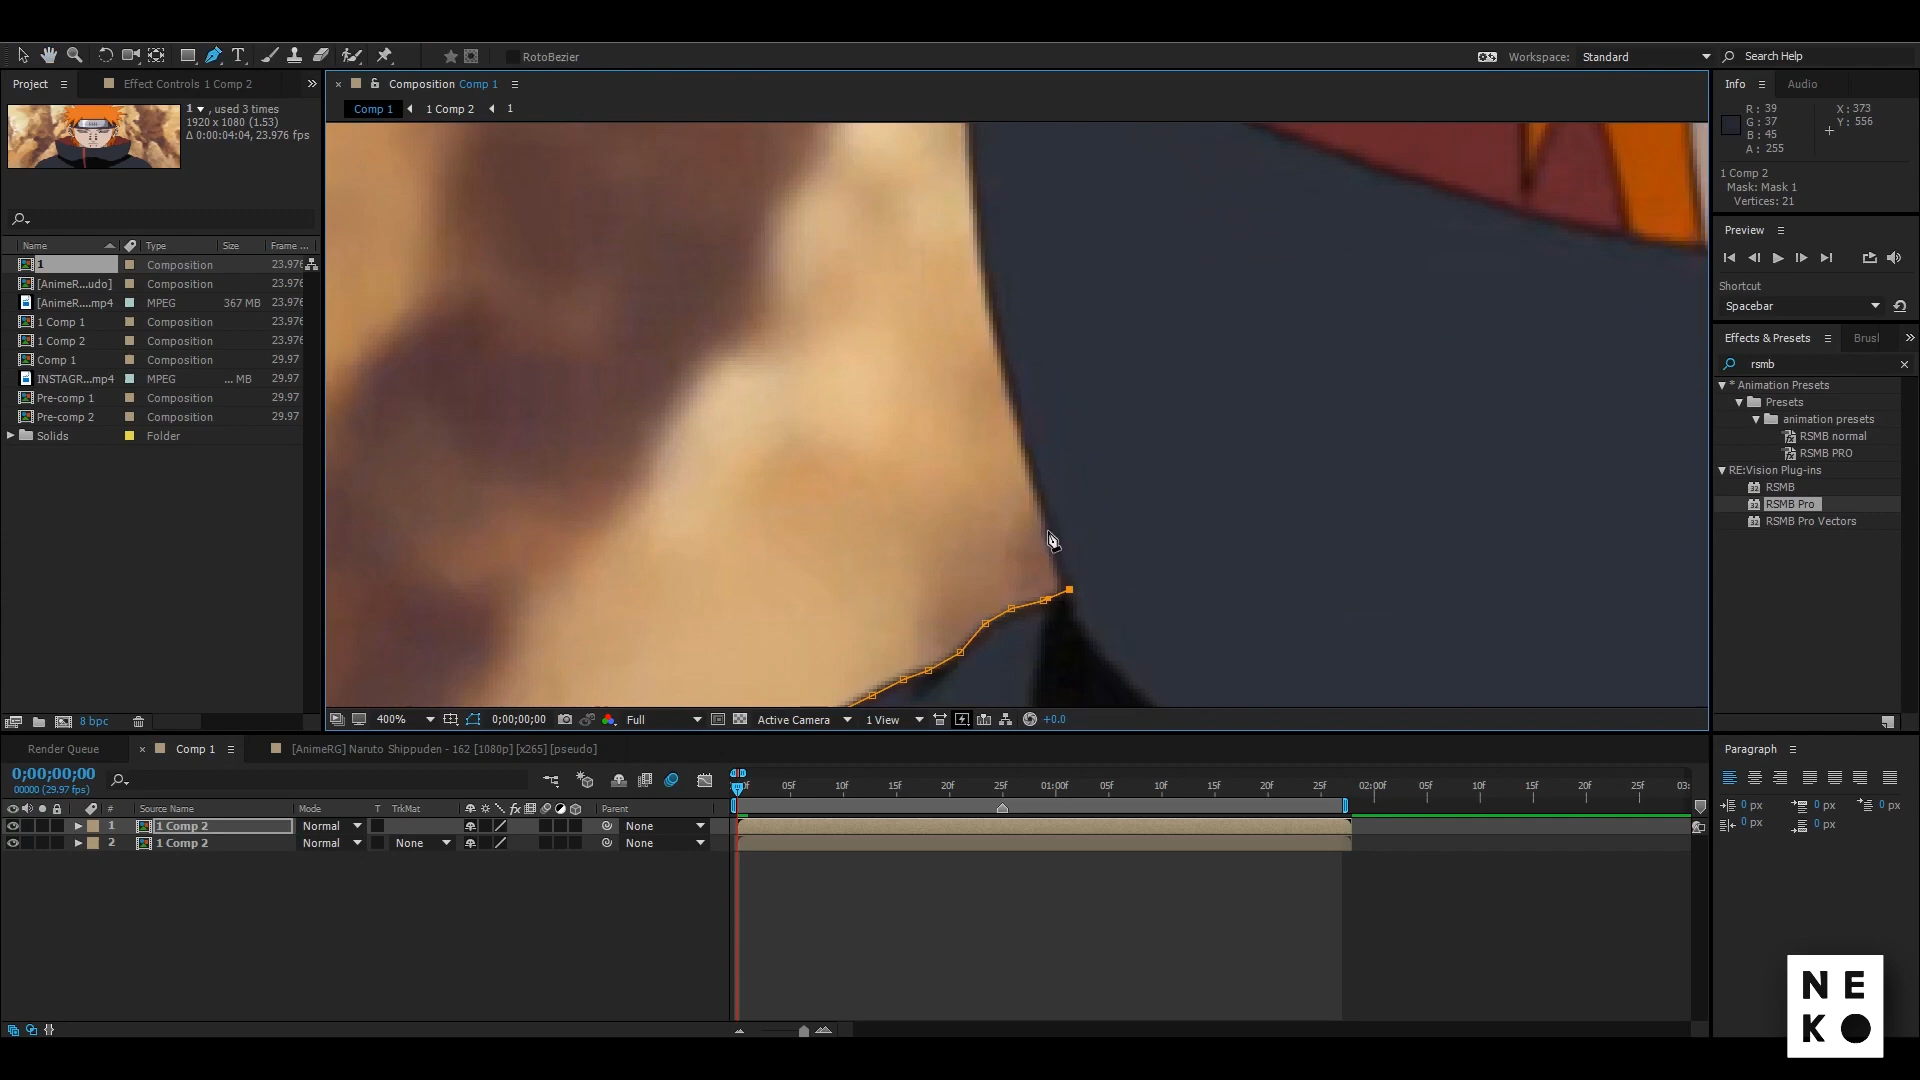 T
RotoBezier
Workspace:
Standard
Search Help
Project
Effect Controls 1 Comp 2
Composition Comp 1
Info
Audio
1
, used 3 times
1920 x 1080 (1.53)
Δ 0:00:04:04, 23.976 fps
Comp 1
1 Comp 2
1
R: 39
G: 37
B: 45
A: 255
X: 373
Y: 556
1 Comp 2
Mask: Mask 1
Vertices: 21
Preview
Shortcut
Spacebar
Effects & Presets
Brusl
rsmb
* Animation Presets
Presets
animation presets
RSMB normal
RSMB PRO
RE:Vision Plug-ins
32 RSMB
32 RSMB Pro
32 RSMB Pro Vectors
Name
Type
Size
Frame ...
1
Composition
23.976
[AnimeR...udo]
Composition
23.976
[AnimeR....mp4
MPEG
367 MB
23.976
1 Comp 1
Composition
23.976
1 Comp 2
Composition
23.976
Comp 1
Composition
29.97
INSTAGR...mp4
MPEG
... MB
29.97
Pre-comp 1
Composition
29.97
Pre-comp 2
Composition
29.97
Solids
Folder
8 bpc
400%
0;00;00;00
Full
Active Camera
1 View
+0.0
Render Queue
Comp 1
[AnimeRG] Naruto Shippuden - 162 [1080p] [x265] [pseudo]
0;00;00;00
00000 (29.97 fps)
05f
10f
15f
20f
25f
01:00f
05f
10f
15f
20f
25f
02:00f
05f
10f
15f
20f
25f
03:
#
Source Name
Mode
T
TrkMat
fx
Parent
1
1 Comp 2
Normal
None
2
1 Comp 2
Normal
None
None
Paragraph
0 px
0 px
0 px
0 px
0 px
NE
KO